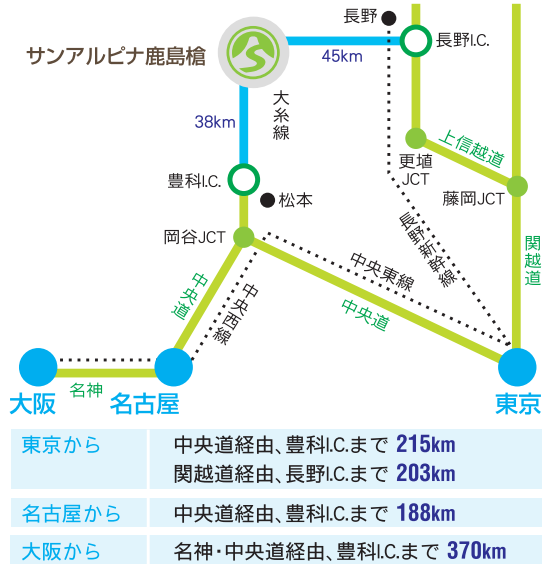 長野
長野I.C.
サンアルピナ鹿島槍
45km
大糸線
38km
上信越道
更埴
JCT
豊科I.C.
松本
藤岡JCT
長野新幹線
岡谷JCT
関越道
中央東線
中央道
中央西線
中央道
名神
大阪
名古屋
東京
東京から 中央道経由、豊科I.C.まで 215km
関越道経由、長野I.C.まで 203km
名古屋から 中央道経由、豊科I.C.まで 188km
大阪から 名神・中央道経由、豊科I.C.まで 370km